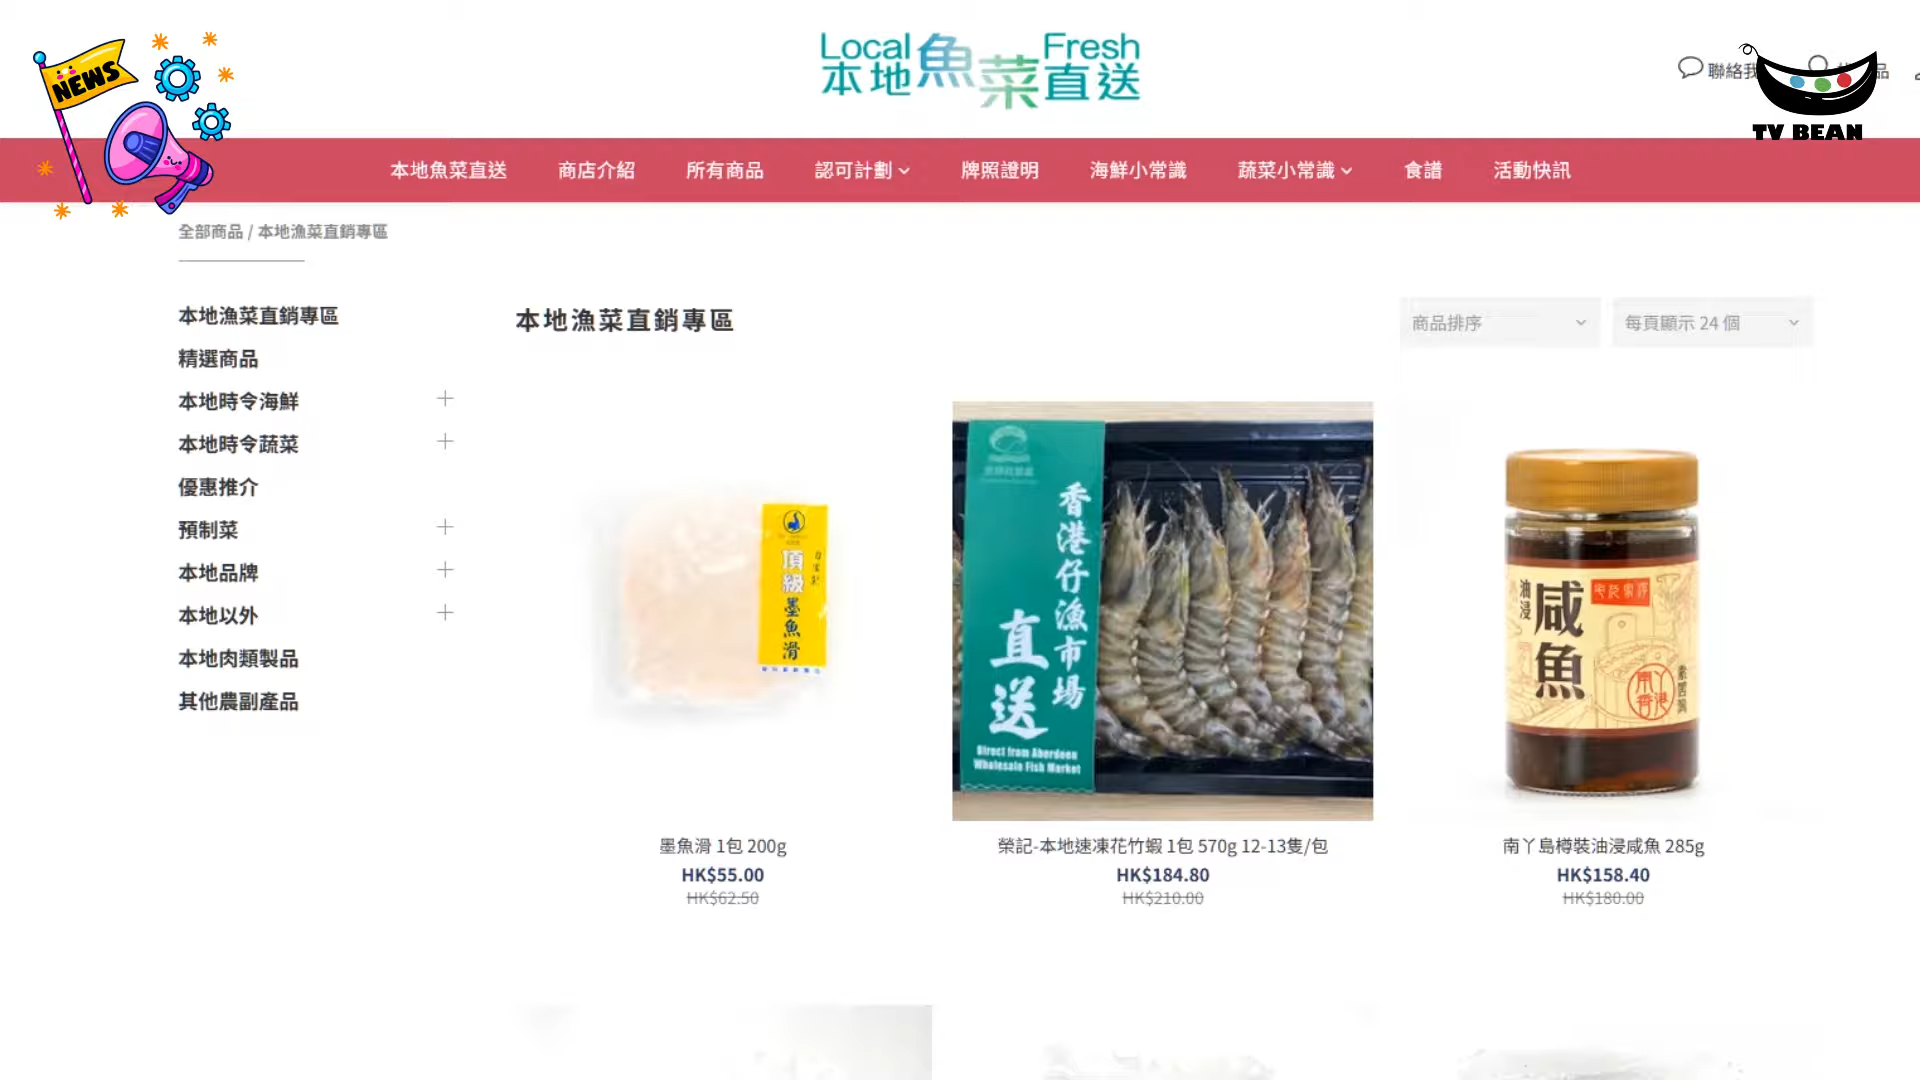 NEWS
Local 魚菜 Fresh
本地 直送
聯絡我
品
TV BEAN
本地魚菜直送 商店介紹 所有商品 認可計劃 牌照證明 海鮮小常識 蔬菜小常識 食譜 活動快訊
全部商品 / 本地漁菜直銷專區
本地漁菜直銷專區
精選商品
本地時令海鮮
本地時令蔬菜
優惠推介
預制菜
本地品牌
本地以外
本地肉類製品
其他農副產品
本地漁菜直銷專區
商品排序
每頁顯示 24 個
頂級墨魚滑
香港仔漁市場
直送
Direct from Aberdeen
Wholesale Fish Market
油浸
咸魚
墨魚滑 1包 200g
HK$55.00
HK$62.50
榮記-本地速凍花竹蝦 1包 570g 12-13隻/包
HK$184.80
HK$210.00
南丫島樽裝油浸咸魚 285g
HK$158.40
HK$180.00